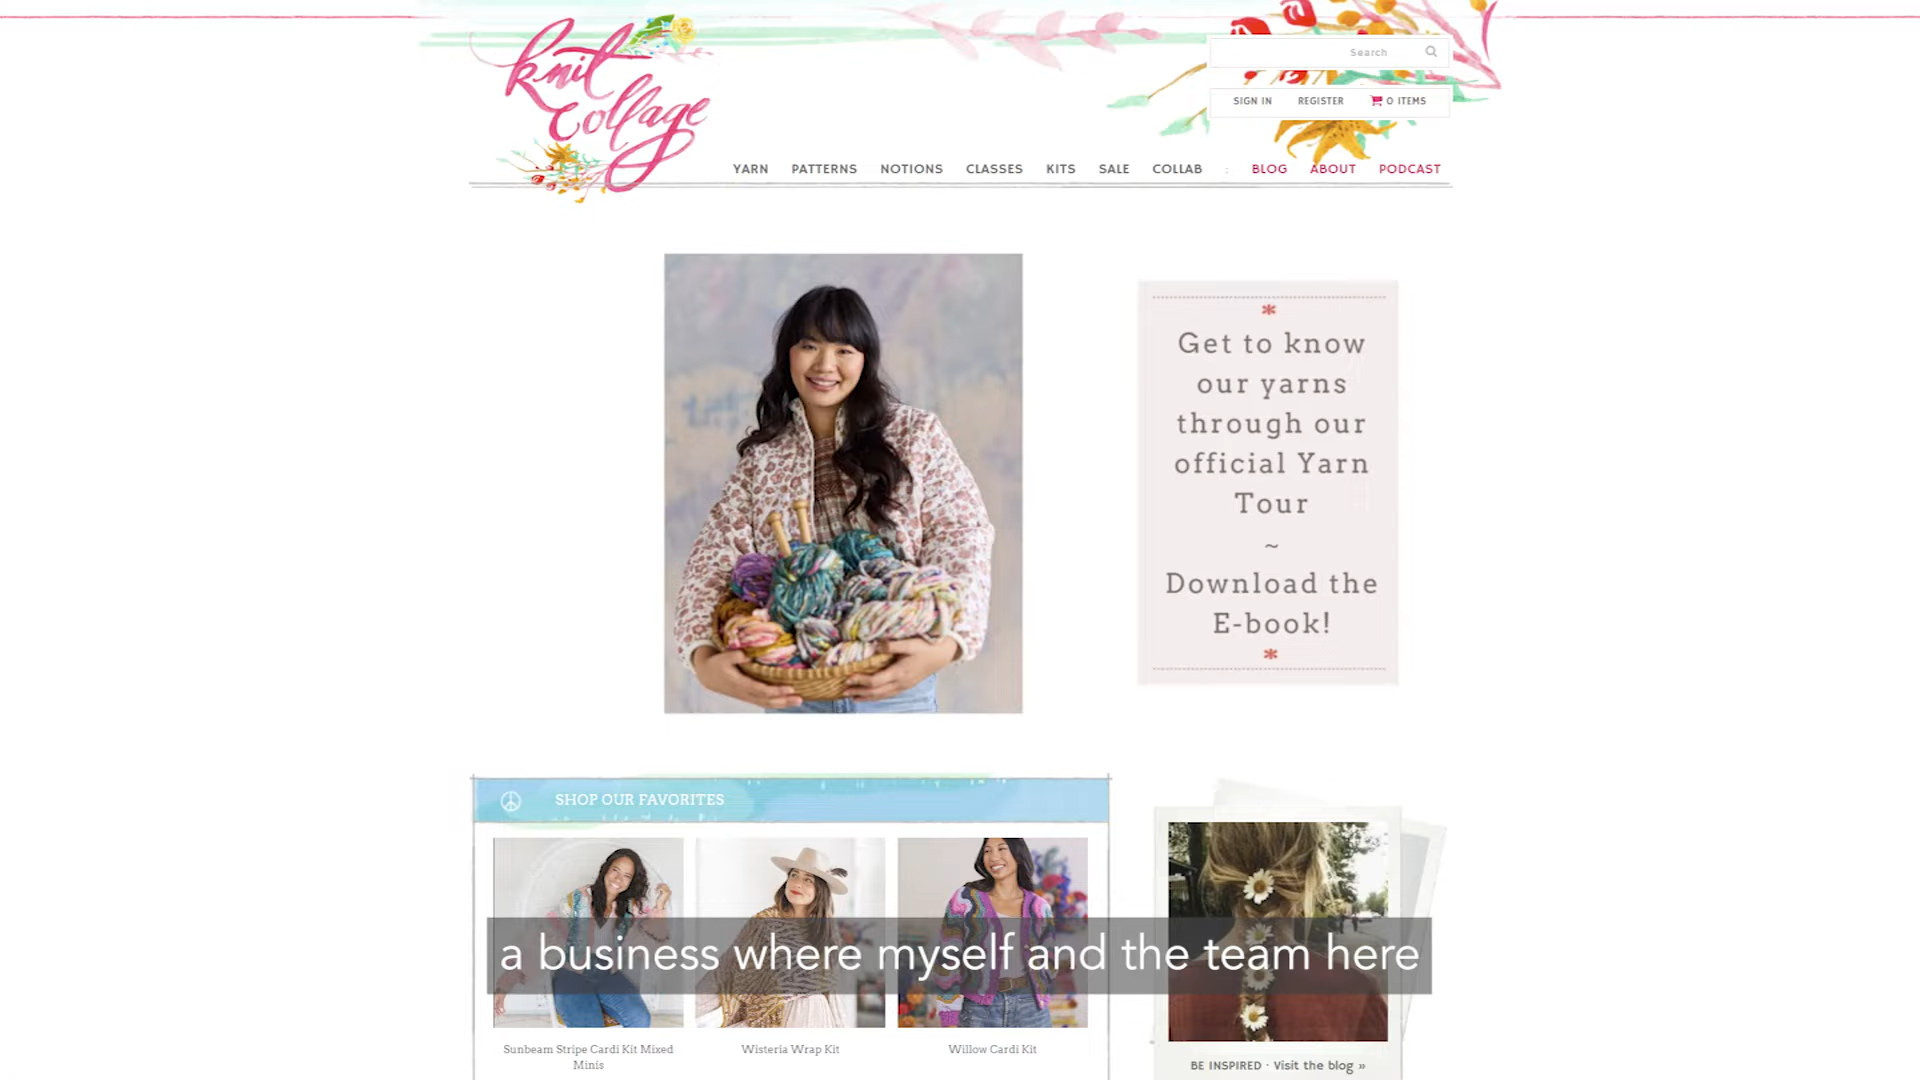 knit
collage
Search
SIGN IN REGISTER 0 ITEMS
YARN PATTERNS NOTIONS CLASSES KITS SALE COLLAB : BLOG ABOUT PODCAST
*
Get to know
our yarns
through our
official Yarn
Tour
~
Download the
E-book!
*
SHOP OUR FAVORITES
a business where myself and the team here
Sunbeam Stripe Cardi Kit Mixed
Minis
Wisteria Wrap Kit
Willow Cardi Kit
BE INSPIRED · Visit the blog »